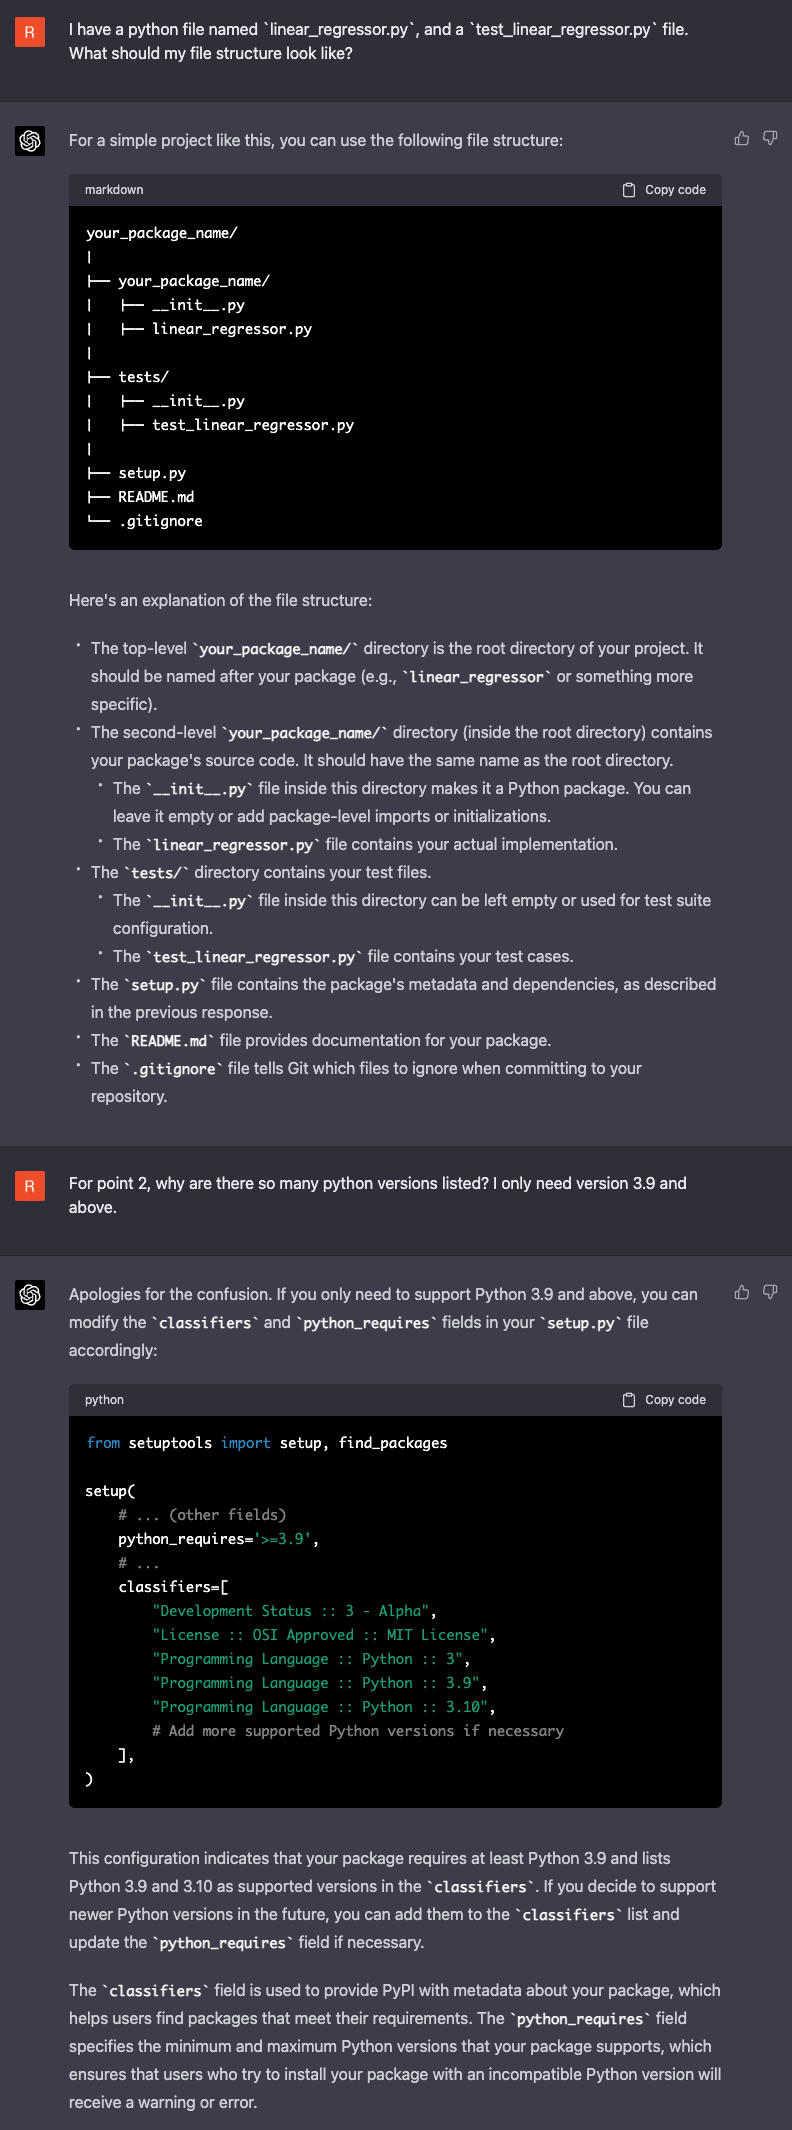 R
I have a python file named `linear_regressor.py`, and a `test_linear_regressor.py` file.
What should my file structure look like?
For a simple project like this, you can use the following file structure:
markdown
Copy code
your_package_name/
|
├── your_package_name/
|   ├── __init__.py
|   ├── linear_regressor.py
|
├── tests/
|   ├── __init__.py
|   ├── test_linear_regressor.py
|
├── setup.py
├── README.md
└── .gitignore
Here's an explanation of the file structure:
• The top-level `your_package_name/` directory is the root directory of your project. It
should be named after your package (e.g., `linear_regressor` or something more
specific).
• The second-level `your_package_name/` directory (inside the root directory) contains
your package's source code. It should have the same name as the root directory.
• The `__init__.py` file inside this directory makes it a Python package. You can
leave it empty or add package-level imports or initializations.
• The `linear_regressor.py` file contains your actual implementation.
• The `tests/` directory contains your test files.
• The `__init__.py` file inside this directory can be left empty or used for test suite
configuration.
• The `test_linear_regressor.py` file contains your test cases.
• The `setup.py` file contains the package's metadata and dependencies, as described
in the previous response.
• The `README.md` file provides documentation for your package.
• The `.gitignore` file tells Git which files to ignore when committing to your
repository.
R
For point 2, why are there so many python versions listed? I only need version 3.9 and
above.
Apologies for the confusion. If you only need to support Python 3.9 and above, you can
modify the `classifiers` and `python_requires` fields in your `setup.py` file
accordingly:
python
Copy code
from setuptools import setup, find_packages
setup(
    # ... (other fields)
    python_requires='>=3.9',
    # ...
    classifiers=[
        "Development Status :: 3 - Alpha",
        "License :: OSI Approved :: MIT License",
        "Programming Language :: Python :: 3",
        "Programming Language :: Python :: 3.9",
        "Programming Language :: Python :: 3.10",
        # Add more supported Python versions if necessary
    ],
)
This configuration indicates that your package requires at least Python 3.9 and lists
Python 3.9 and 3.10 as supported versions in the `classifiers`. If you decide to support
newer Python versions in the future, you can add them to the `classifiers` list and
update the `python_requires` field if necessary.
The `classifiers` field is used to provide PyPI with metadata about your package, which
helps users find packages that meet their requirements. The `python_requires` field
specifies the minimum and maximum Python versions that your package supports, which
ensures that users who try to install your package with an incompatible Python version will
receive a warning or error.